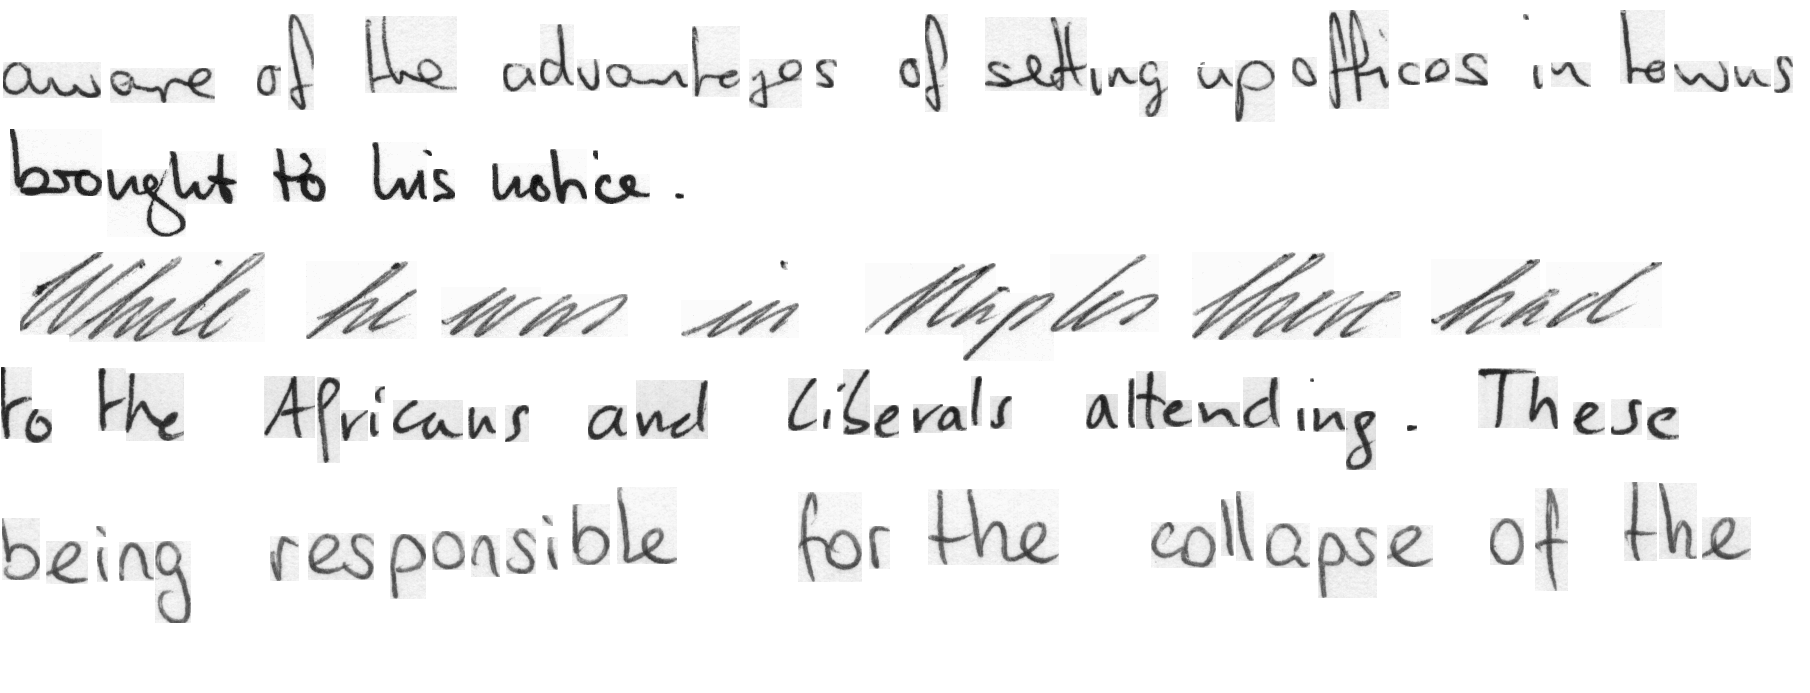 aware of the advantages of setting up offices in towns
brought to his notice.
While he was in Naples there had
to the Africans and Liberals attending. These
being responsible for the collapse of the